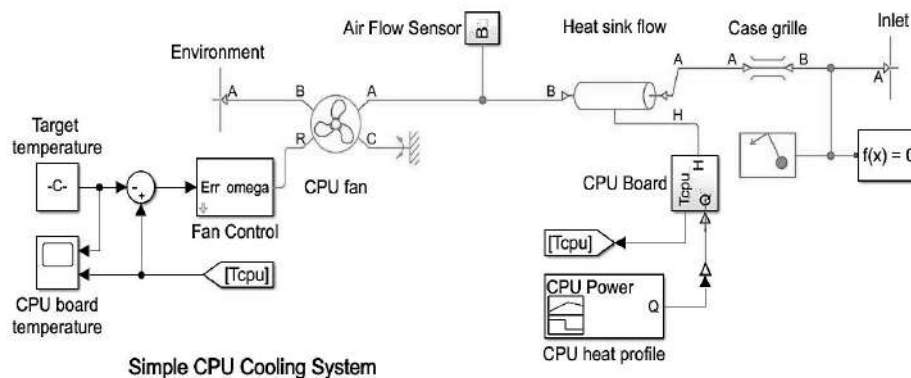 Air Flow Sensor
B
Heat sink flow
Case grille
Inlet
Environment
A
B
A
B
A
A
B
A
R
C
H
Target
temperature
-C-
-
+
Err omega
Fan Control
CPU fan
CPU Board
Tcpu
H
Q
f(x) = 0
[Tcpu]
[Tcpu]
CPU board
temperature
CPU Power
Q
CPU heat profile
Simple CPU Cooling System